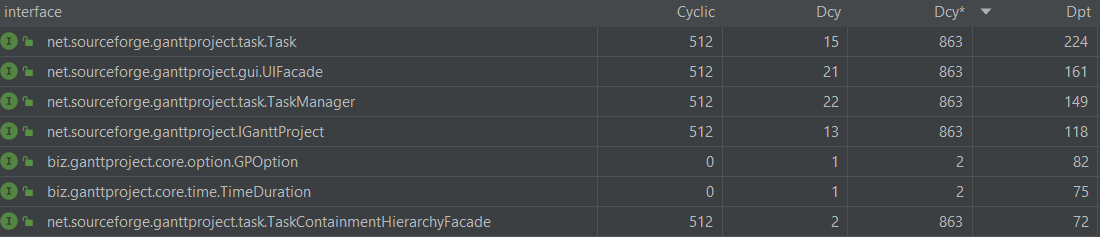 interface Cyclic Dcy Dcy* Dpt
I net.sourceforge.ganttproject.task.Task 512 15 863 224
I net.sourceforge.ganttproject.gui.UIFacade 512 21 863 161
I net.sourceforge.ganttproject.task.TaskManager 512 22 863 149
I net.sourceforge.ganttproject.IGanttProject 512 13 863 118
I biz.ganttproject.core.option.GPOption 0 1 2 82
I biz.ganttproject.core.time.TimeDuration 0 1 2 75
I net.sourceforge.ganttproject.task.TaskContainmentHierarchyFacade 512 2 863 72